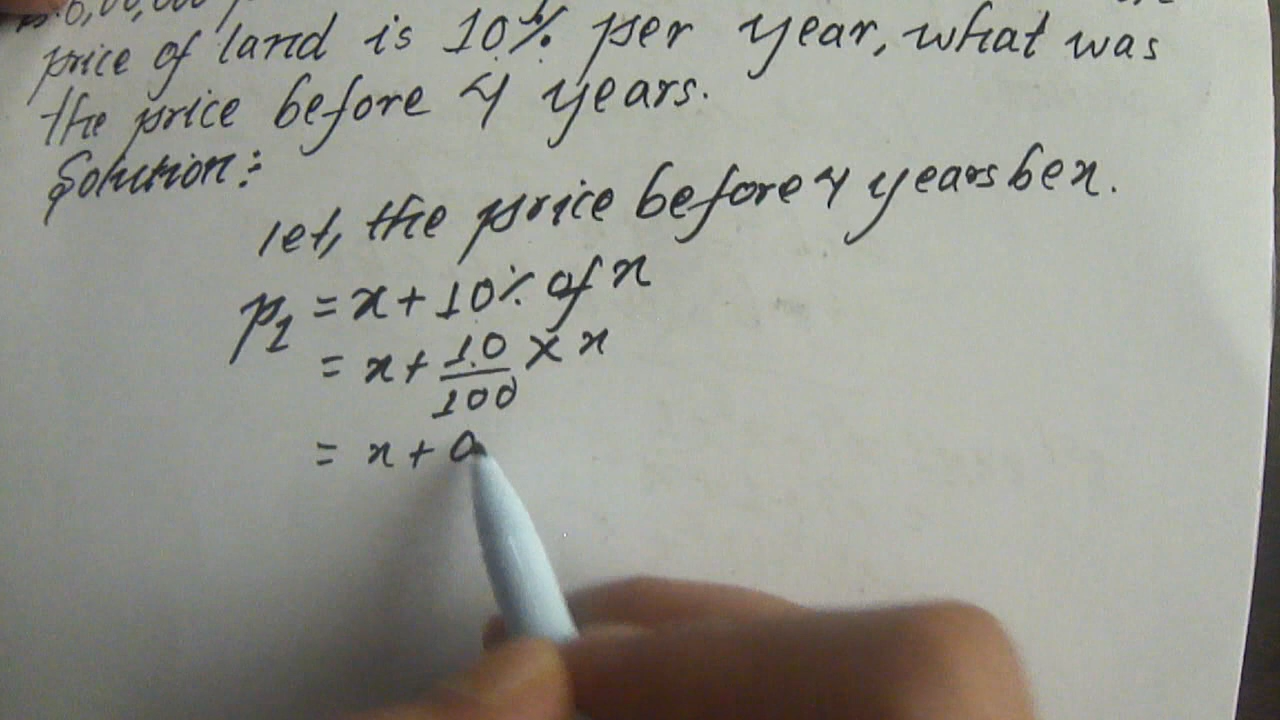 price of land is 10% per year, what was
the price before 4 years.
Solution:-
let, the price before 4 years be x.
P1 = x + 10% of x
= x + 10/100 × x
= x + 0